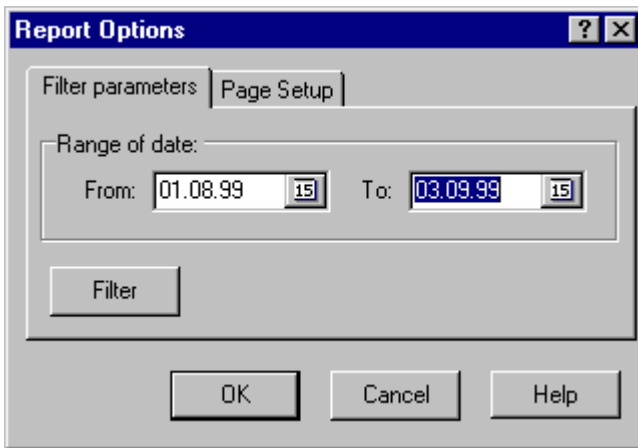 Report Options ?
Filter parameters Page Setup
Range of date:
From: 01.08.99 15 To: 03.09.99 15
Filter
OK Cancel Help